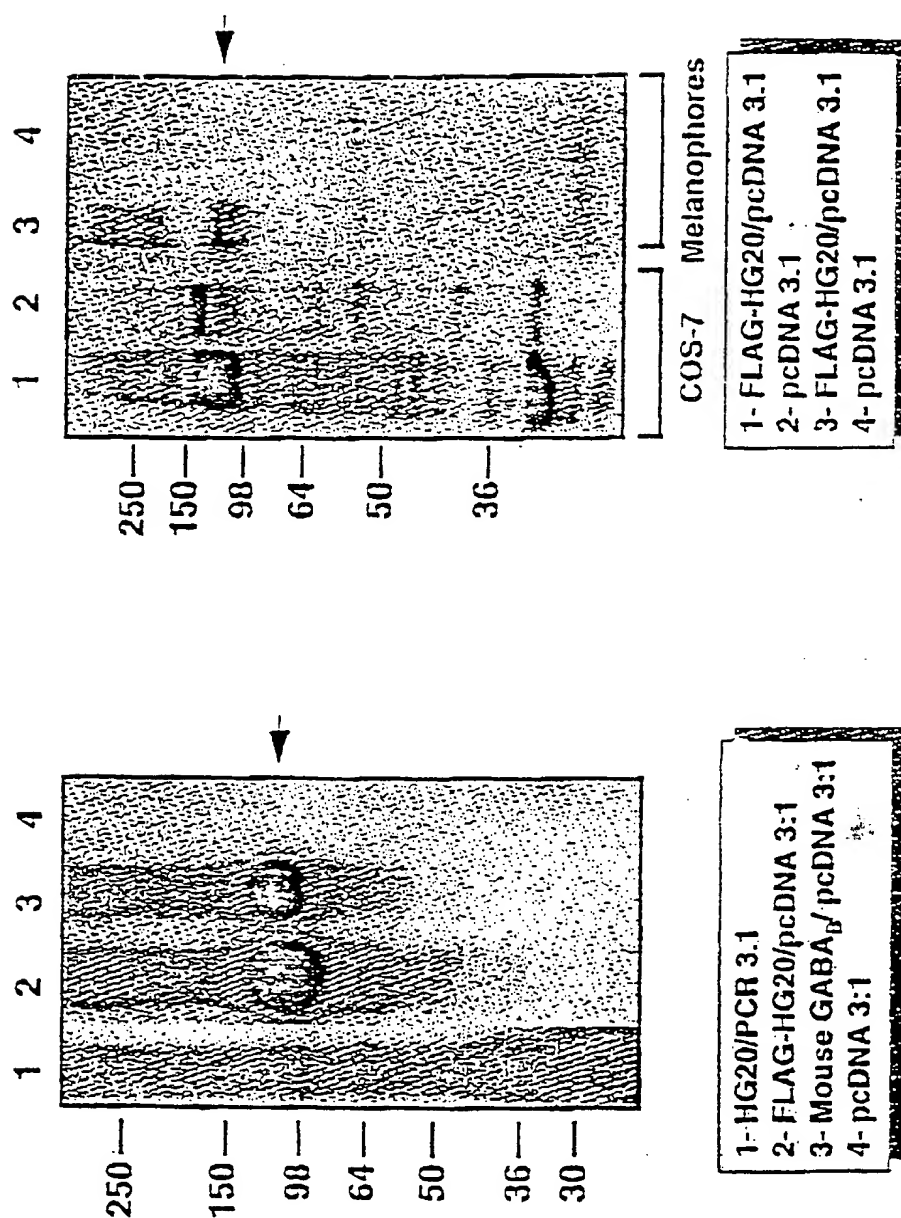 1 2 3 4
250
150
98
64
50
36
30
1- HG20/PCR 3.1
2- FLAG-HG20/pcDNA 3:1
3- Mouse GABA_B/pcDNA 3:1
4- pcDNA 3:1
1 2 3 4
250
150
98
64
50
36
COS-7 Melanophores
1- FLAG-HG20/pcDNA 3.1
2- pcDNA 3.1
3- FLAG-HG20/pcDNA 3.1
4- pcDNA 3.1